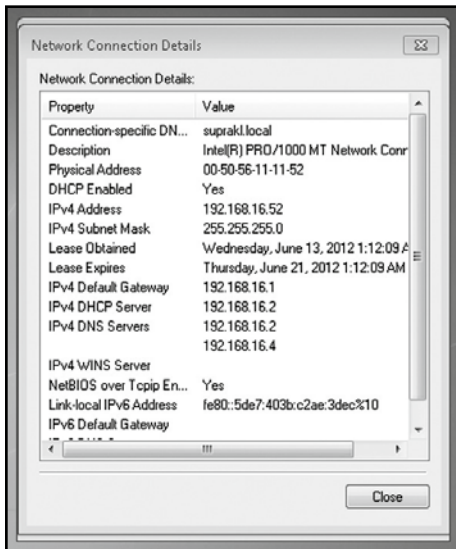 Network Connection Details
Network Connection Details:
Property Value
Connection-specific DN... suprakl.local
Description Intel(R) PRO/1000 MT Network Conr
Physical Address 00-50-56-11-11-52
DHCP Enabled Yes
IPv4 Address 192.168.16.52
IPv4 Subnet Mask 255.255.255.0
Lease Obtained Wednesday, June 13, 2012 1:12:09 A
Lease Expires Thursday, June 21, 2012 1:12:09 AM
IPv4 Default Gateway 192.168.16.1
IPv4 DHCP Server 192.168.16.2
IPv4 DNS Servers 192.168.16.2
192.168.16.4
IPv4 WINS Server
NetBIOS over Tcpip En... Yes
Link-local IPv6 Address fe80::5de7:403b:c2ae:3dec%10
IPv6 Default Gateway
Close